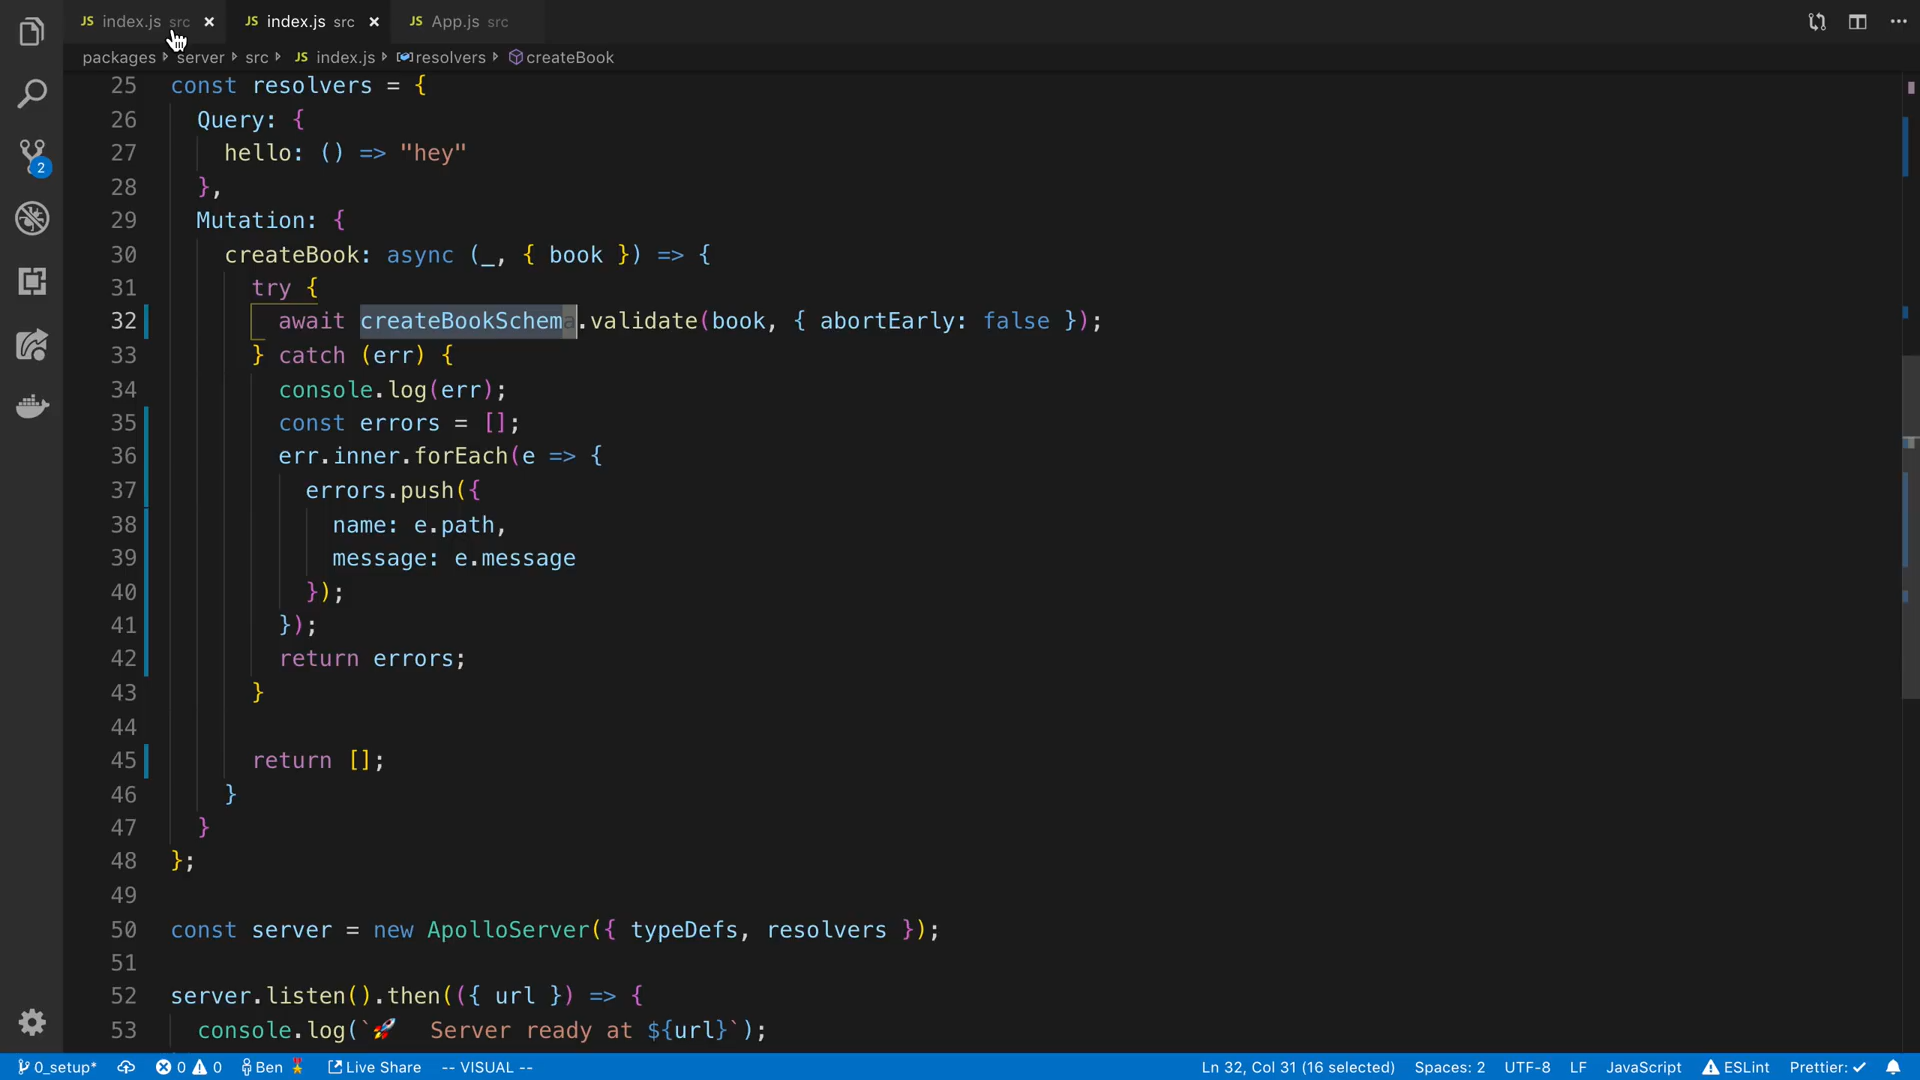 JS index.js src × JS index.js src × JS App.js src
packages › server › src › JS index.js › resolvers › createBook
25 const resolvers = {
26 Query: {
27 hello: () => "hey"
28 },
29 Mutation: {
30 createBook: async (_, { book }) => {
31 try {
32 await createBookSchema.validate(book, { abortEarly: false });
33 } catch (err) {
34 console.log(err);
35 const errors = [];
36 err.inner.forEach(e => {
37 errors.push({
38 name: e.path,
39 message: e.message
40 });
41 });
42 return errors;
43 }
44
45 return [];
46 }
47 }
48 };
49
50 const server = new ApolloServer({ typeDefs, resolvers });
51
52 server.listen().then(({ url }) => {
53 console.log(`🚀 Server ready at ${url}`);
2
0_setup* 0 0 Ben Live Share -- VISUAL -- Ln 32, Col 31 (16 selected) Spaces: 2 UTF-8 LF JavaScript ESLint Prettier: ✓